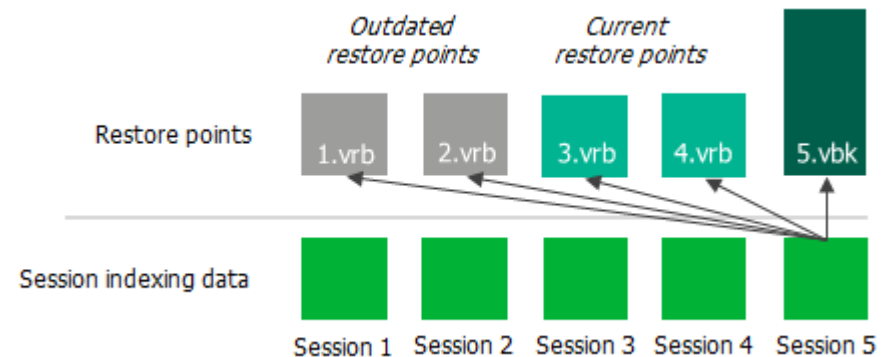 Outdated
restore points
Current
restore points
Restore points
1.vrb
2.vrb
3.vrb
4.vrb
5.vbk
Session indexing data
Session 1
Session 2
Session 3
Session 4
Session 5